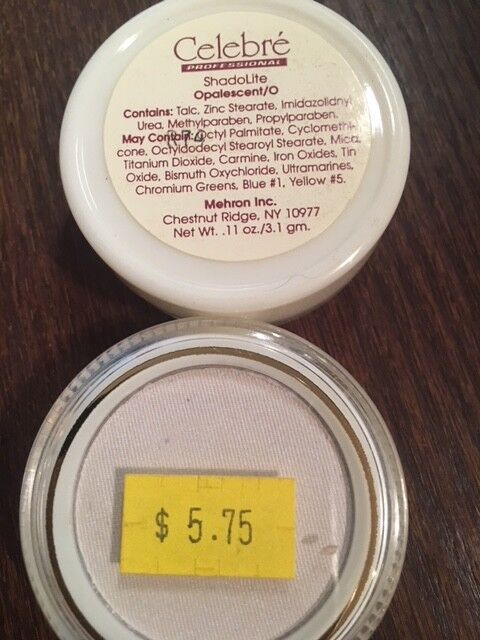 Celebré
PROFESSIONAL
ShadoLite
Opalescent/O
Contains: Talc, Zinc Stearate, Imidazolidnyl
Urea, Methylparaben, Propylparaben.
May Contain: Octyl Palmitate, Cyclomethi-
cone, Octyldodecyl Stearoyl Stearate, Mica,
Titanium Dioxide, Carmine, Iron Oxides, Tin
Oxide, Bismuth Oxychloride, Ultramarines,
Chromium Greens, Blue #1, Yellow #5.
Mehron Inc.
Chestnut Ridge, NY 10977
Net Wt. .11 oz./3.1 gm.
$ 5.75